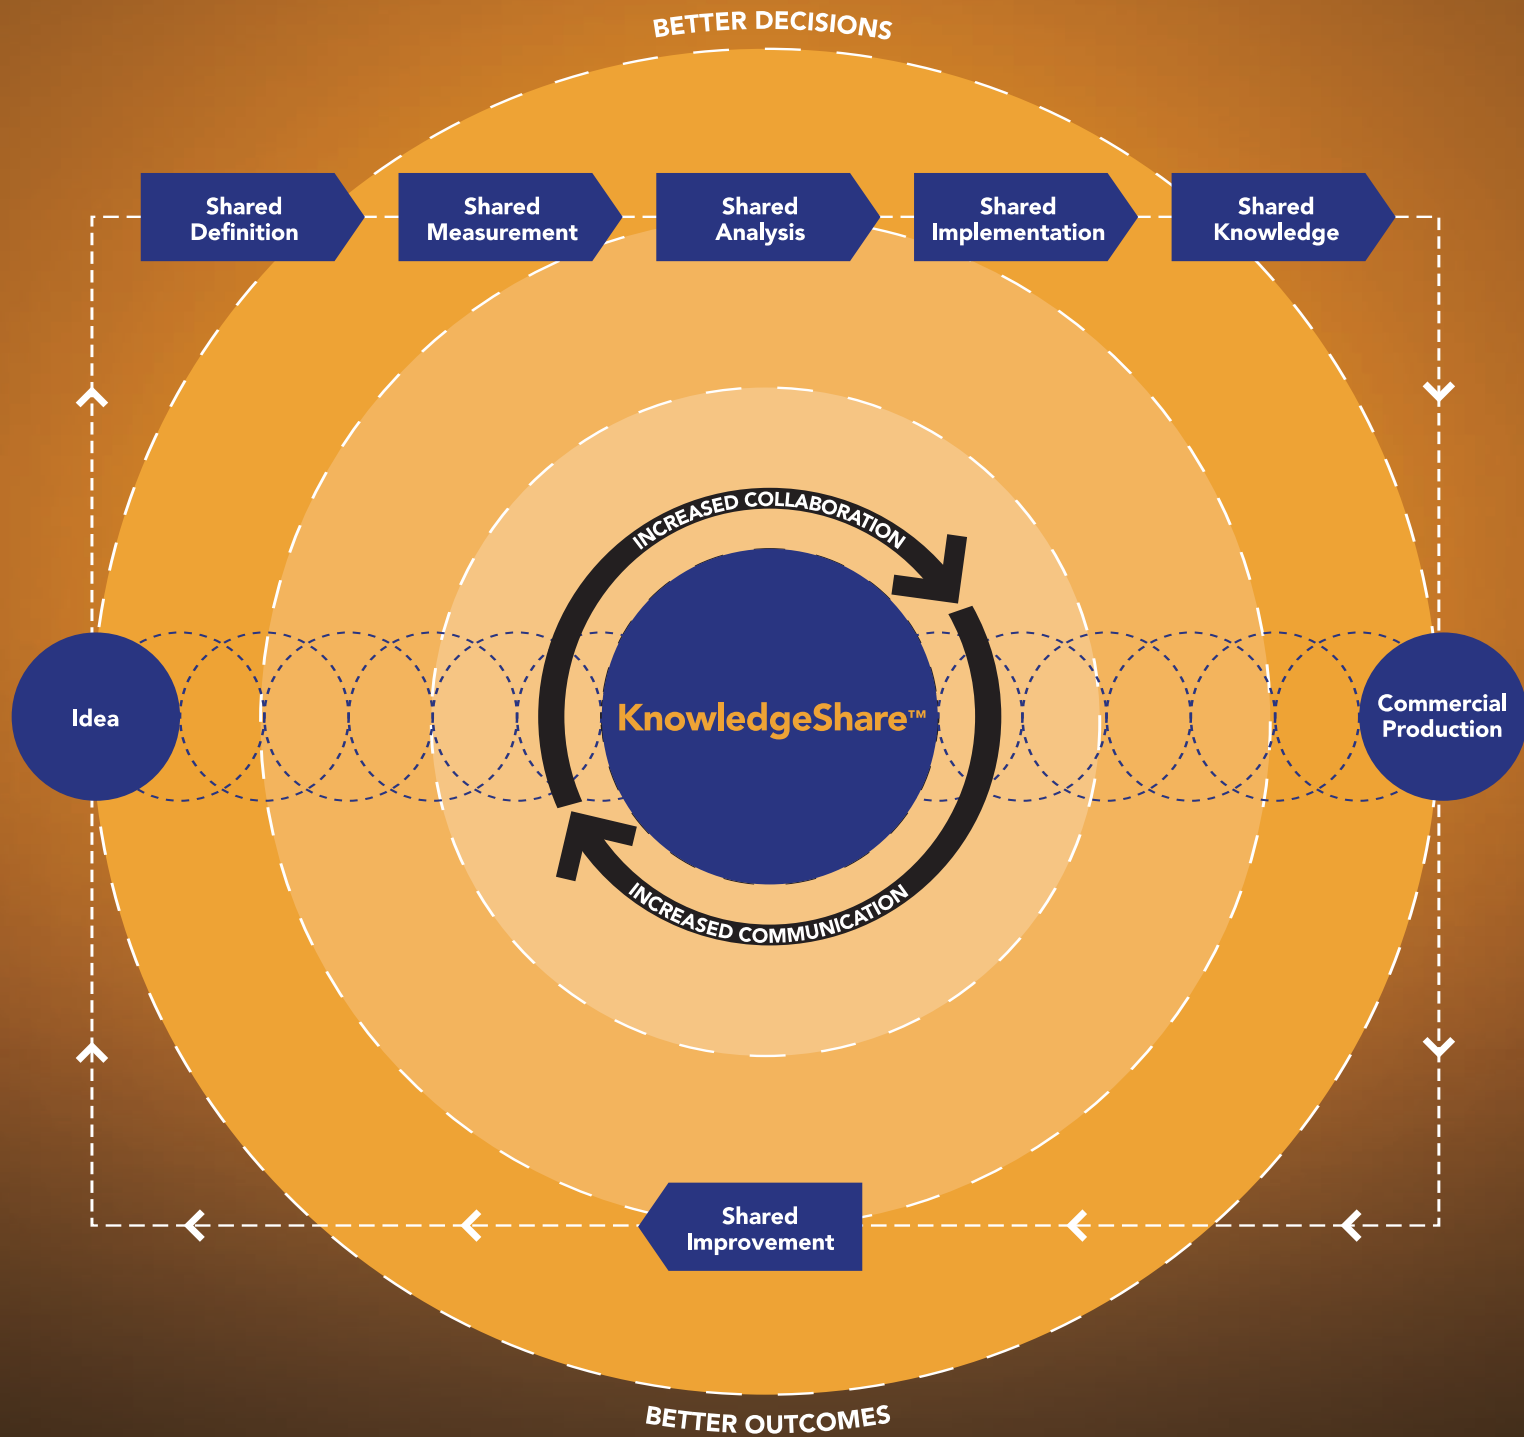 BETTER DECISIONS
Shared
Definition
Shared
Measurement
Shared
Analysis
Shared
Implementation
Shared
Knowledge
INCREASED COLLABORATION
Idea
KnowledgeShare™
Commercial
Production
INCREASED COMMUNICATION
Shared
Improvement
BETTER OUTCOMES